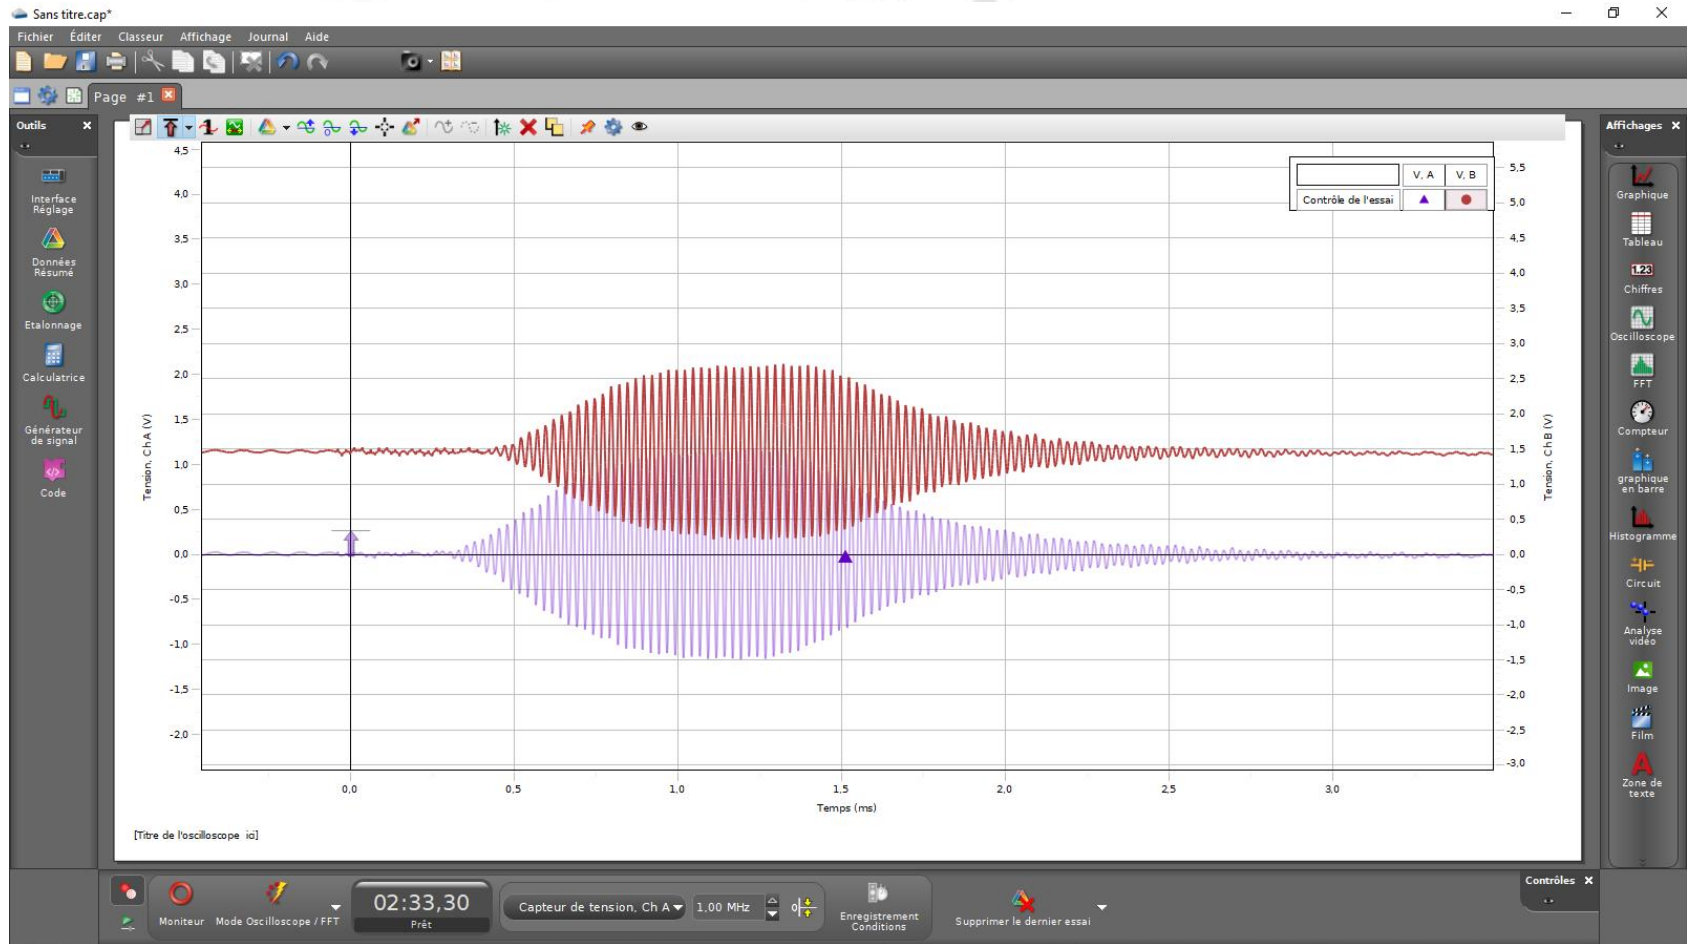 Sans titre.cap*
Fichier Éditer Classeur Affichage Journal Aide
Page #1
Outils
Interface
Réglage
Données
Résumé
Etalonnage
Calculatrice
Générateur
de signal
Code
4,5
4,0
3,5
3,0
2,5
2,0
1,5
1,0
0,5
0,0
-0,5
-1,0
-1,5
-2,0
Tension, Ch A (V)
V, A V, B
Contrôle de l'essai
5,5
5,0
4,5
4,0
3,5
3,0
2,5
2,0
1,5
1,0
0,5
0,0
-0,5
-1,0
-1,5
-2,0
-2,5
-3,0
Tension, Ch B (V)
0,0 0,5 1,0 1,5 2,0 2,5 3,0
Temps (ms)
[Titre de l'oscilloscope ici]
Affichages
Graphique
Tableau
1.23
Chiffres
Oscilloscope
FFT
Compteur
graphique
en barre
Histogramme
Circuit
Analyse
vidéo
Image
Film
A
Zone de
texte
Moniteur
Mode Oscilloscope / FFT
02:33,30
Prêt
Capteur de tension, Ch A
1,00 MHz
Enregistrement
Conditions
Supprimer le dernier essai
Contrôles